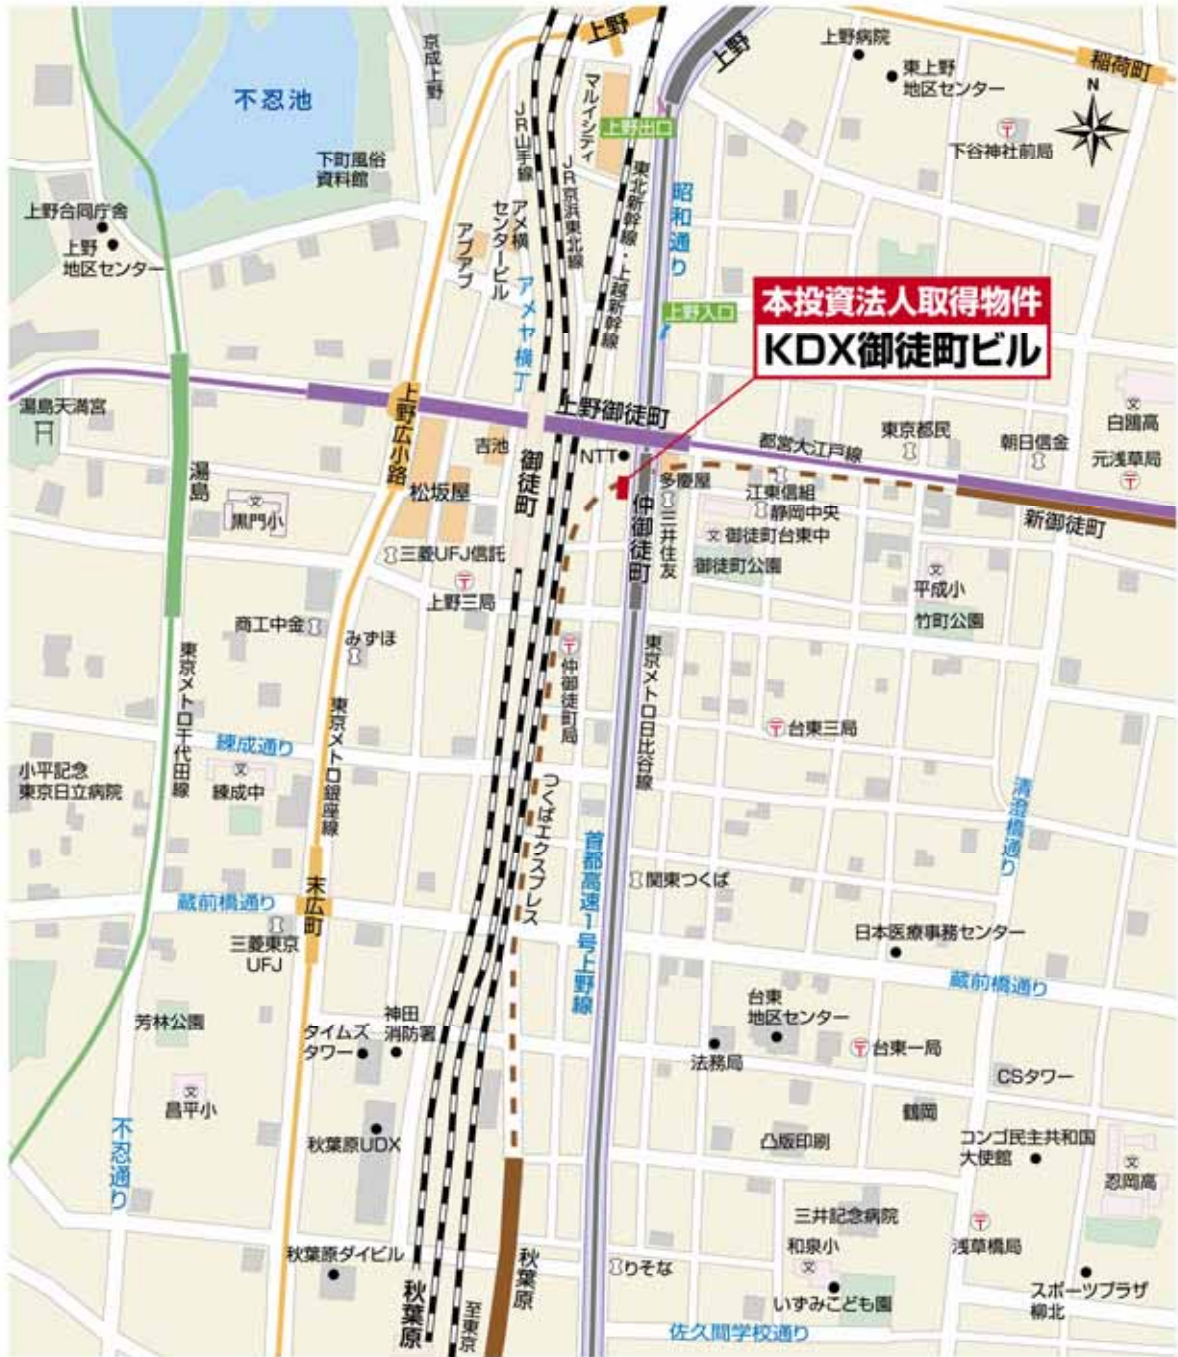 上野
上野
上野病院
稲荷町
東上野
地区センター
N
京成上野
不忍池
JR山手線
マルイシティ
上野出口
下谷神社前局
下町風俗
資料館
JR京浜東北線
東北新幹線・上越新幹線
昭和通り
上野合同庁舎
上野
地区センター
アブアブ
アメ横
センタービル
アメヤ横丁
上野入口
本投資法人取得物件
KDX御徒町ビル
湯島天満宮
上野広小路
上野御徒町
都営大江戸線
東京都民
朝日信金
文
白鴎高
元浅草局
吉池
御徒町
NTT
湯島
松坂屋
多慶屋
江東信組
静岡中央
新御徒町
文
黒門小
仲御徒町
三井住友
文
御徒町台東中
三菱UFJ信託
御徒町公園
文
平成小
上野三局
竹町公園
商工中金
みずほ
東京メトロ千代田線
東京メトロ銀座線
仲御徒町局
東京メトロ日比谷線
台東三局
練成通り
小平記念
東京日立病院
文
練成中
つくばエクスプレス
清澄橋通り
首都高速1号上野線
関東つくば
末広町
蔵前橋通り
三菱東京
UFJ
日本医療事務センター
蔵前橋通り
芳林公園
タイムズ
タワー
神田
消防署
台東
地区センター
法務局
台東一局
CSタワー
文
昌平小
鶴岡
不忍通り
秋葉原UDX
凸版印刷
コンゴ民主共和国
大使館
文
忍岡高
三井記念病院
和泉小
文
浅草橋局
秋葉原ダイビル
秋葉原
秋葉原
至東京
りそな
いずみこども園
スポーツプラザ
柳北
佐久間学校通り